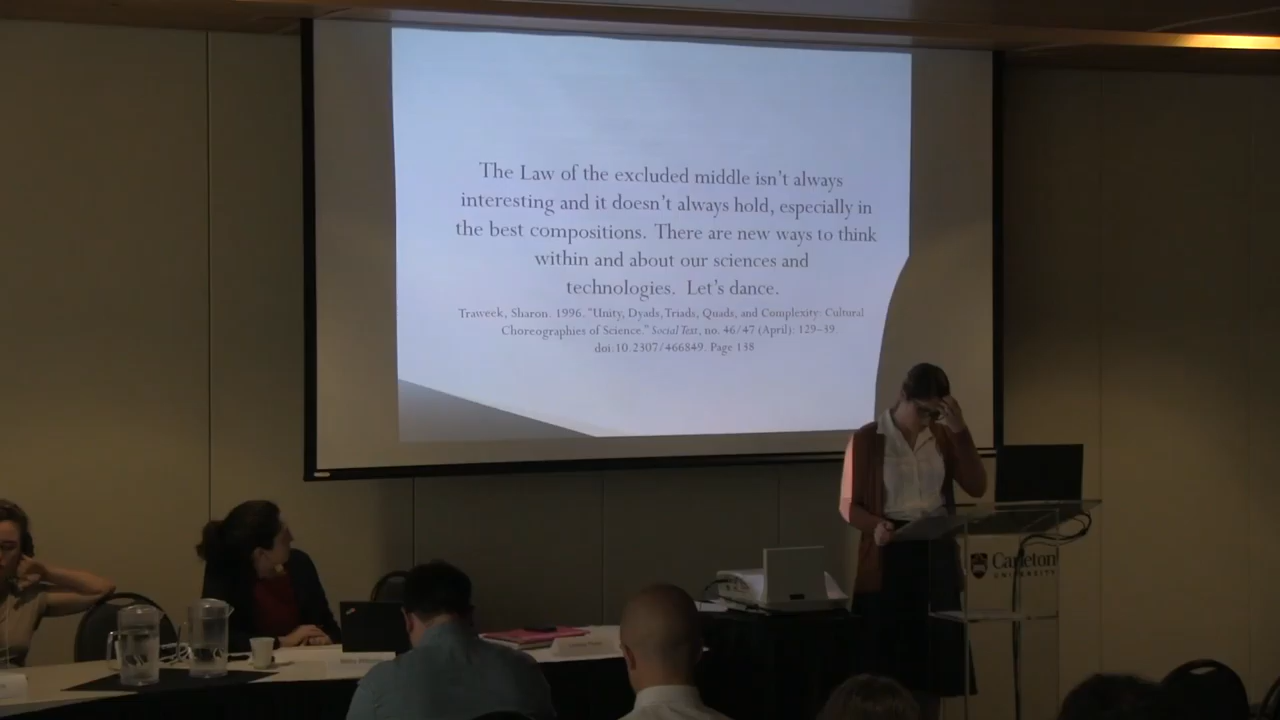 The Law of the excluded middle isn't always
interesting and it doesn't always hold, especially in
the best compositions.  There are new ways to think
within and about our sciences and
technologies.  Let's dance.
Traweek, Sharon. 1996. "Unity, Dyads, Triads, Quads, and Complexity: Cultural
Choreographies of Science." Social Text, no. 46/47 (April): 129–39.
doi:10.2307/466849. Page 138
Carleton
UNIVERSITY